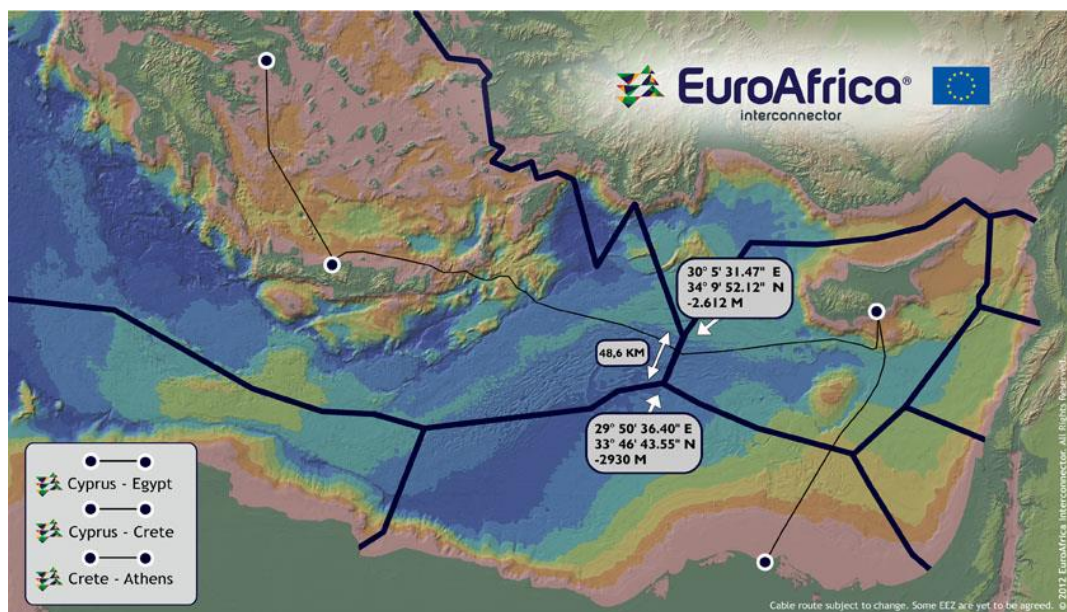 EuroAfrica®
interconnector
30° 5' 31.47" E
34° 9' 52.12" N
-2.612 M
48,6 KM
29° 50' 36.40" E
33° 46' 43.55" N
-2930 M
Cyprus - Egypt
Cyprus - Crete
Crete - Athens
Cable route subject to change. Some EEZ are yet to be agreed.
© 2012 EuroAfrica Interconnector. All Rights Reserved.